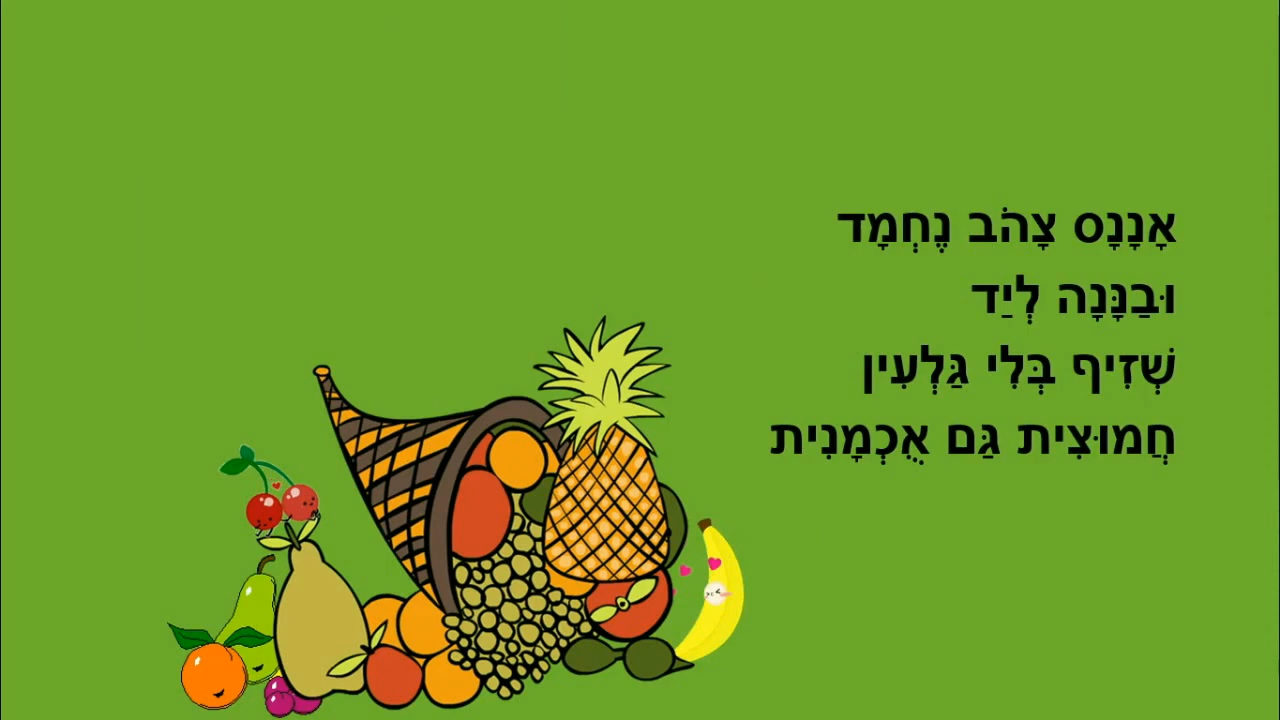 אָנָנָס צָהֹב נֶחְמָד
וּבַנָּנָה לְיַד
שְׁזִיף בְּלִי גַּלְעִין
חֲמוּצִית גַּם אֻכְמָנִית